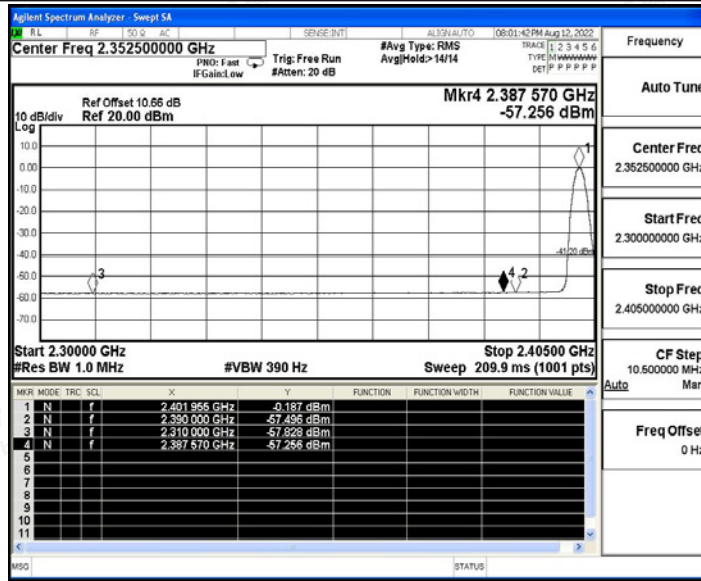 Agilent Spectrum Analyzer - Swept SA
RL RF 50 Ω AC SENSE:INT ALIGN AUTO 08:01:42 PM Aug 12, 2022
Center Freq 2.352500000 GHz
PNO: Fast
IFGain:Low
Trig: Free Run
#Atten: 20 dB
#Avg Type: RMS
Avg|Hold:> 14/14
TRACE 1 2 3 4 5 6
TYPE M WWWWW
DET P P P P P P
Ref Offset 10.66 dB
10 dB/div Ref 20.00 dBm
Log
Mkr4 2.387 570 GHz
-57.256 dBm
10.0
0.00
-10.0
-20.0
-30.0
-40.0
-50.0
-60.0
-70.0
1
-41.20 dBm
3
4 2
Start 2.30000 GHz Stop 2.40500 GHz
#Res BW 1.0 MHz #VBW 390 Hz Sweep 209.9 ms (1001 pts)
MKR MODE TRC SCL X Y FUNCTION FUNCTION WIDTH FUNCTION VALUE
1 N f 2.401 955 GHz -0.187 dBm
2 N f 2.390 000 GHz -57.496 dBm
3 N f 2.310 000 GHz -57.828 dBm
4 N f 2.387 570 GHz -57.256 dBm
5
6
7
8
9
10
11
MSG STATUS
Frequency
Auto Tune
Center Freq
2.352500000 GHz
Start Freq
2.300000000 GHz
Stop Freq
2.405000000 GHz
CF Step
10.500000 MHz
Auto Man
Freq Offset
0 Hz